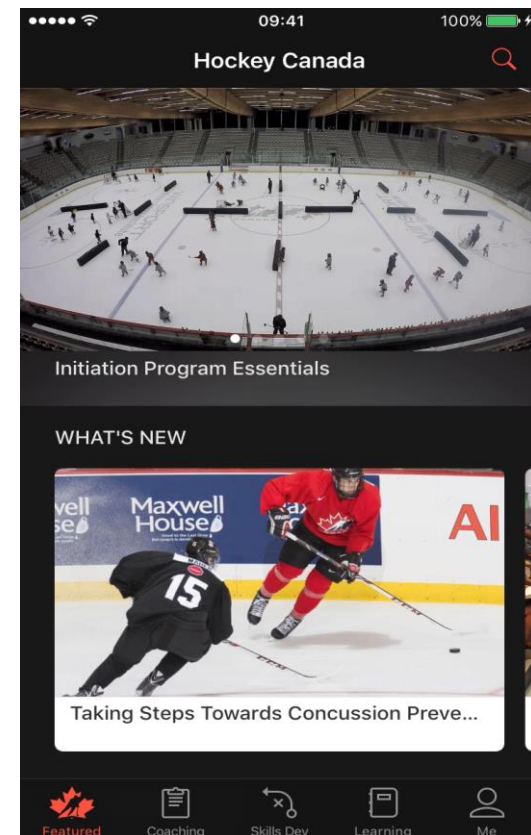 09:41
100%
Hockey Canada
Initiation Program Essentials
WHAT'S NEW
Maxwell
House
15
AI
Taking Steps Towards Concussion Preve...
Featured
Coaching
Skills Dev
Learning
Me